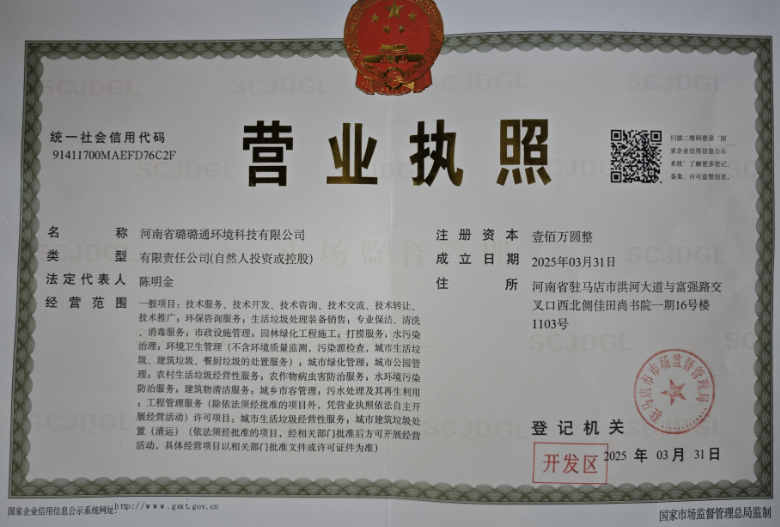 营业执照
统一社会信用代码
91411700MAEFD76C2F
扫描二维码登录‘国
家企业信用信息公示
系统’了解更多登记、
备案、许可监管信息。
名 称 河南省璐璐通环境科技有限公司
类 型 有限责任公司(自然人投资或控股)
法定代表人 陈明金
经营范围 一般项目：技术服务、技术开发、技术咨询、技术交流、技术转让、
技术推广；环保咨询服务；生活垃圾处理装备销售；专业保洁、清洗
、消毒服务；市政设施管理；园林绿化工程施工；打捞服务；水污染
治理；环境卫生管理（不含环境质量监测，污染源检查，城市生活垃
圾、建筑垃圾、餐厨垃圾的处置服务）；城市绿化管理；城市公园管
理；农村生活垃圾经营性服务；农作物病虫害防治服务；水环境污染
防治服务；建筑物清洁服务；城乡市容管理；污水处理及其再生利用
；工程管理服务（除依法须经批准的项目外，凭营业执照依法自主开
展经营活动）许可项目：城市生活垃圾经营性服务；城市建筑垃圾处
置（清运）（依法须经批准的项目，经相关部门批准后方可开展经营
活动，具体经营项目以相关部门批准文件或许可证件为准）
注册资本 壹佰万圆整
成立日期 2025年03月31日
住 所 河南省驻马店市洪河大道与富强路交
叉口西北侧佳田尚书院一期16号楼
1103号
驻马店市市场监督管理局
登记机关
开发区
2025 年 03 月 31 日
国家企业信用信息公示系统网址：http://www.gsxt.gov.cn
国家市场监督管理总局监制
SCJDGL